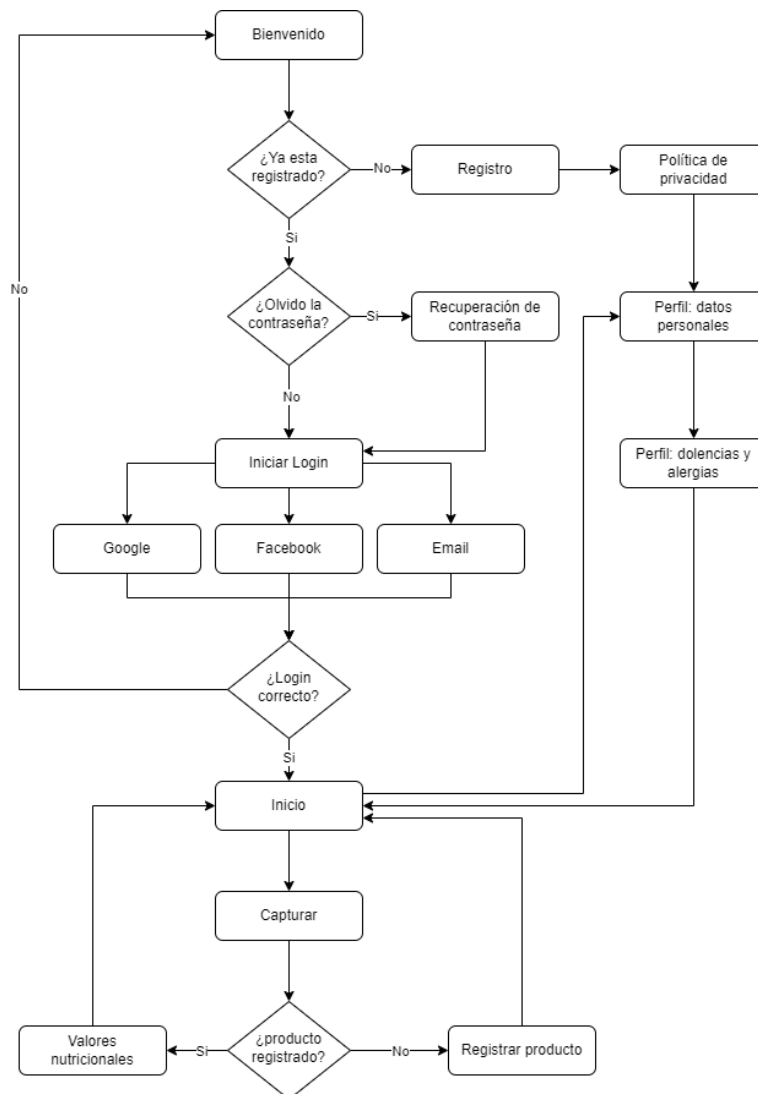 Bienvenido
¿Ya esta
registrado?
No
Registro
Política de
privacidad
Si
No
¿Olvido la
contraseña?
Si
Recuperación de
contraseña
Perfil: datos
personales
No
Iniciar Login
Perfil: dolencias y
alergias
Google
Facebook
Email
¿Login
correcto?
Si
Inicio
Capturar
Valores
nutricionales
Si
¿producto
registrado?
No
Registrar producto